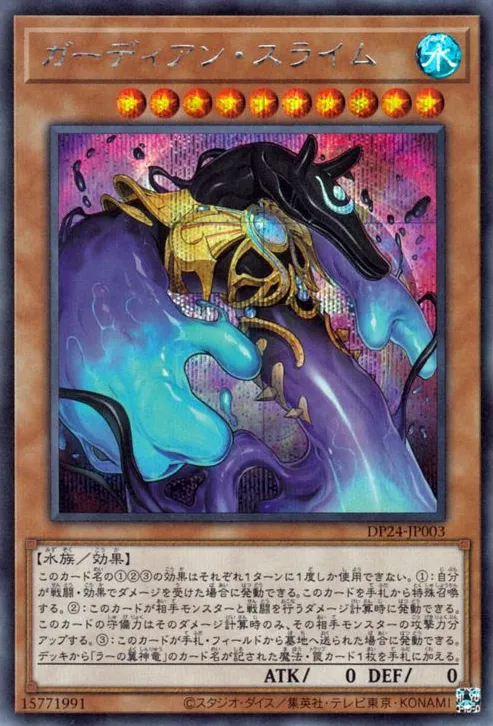 ガーディアン・スライム
水
DP24-JP003
【水族／効果】
このカード名の①②③の効果はそれぞれ1ターンに1度しか使用できない。①：自分
が戦闘・効果でダメージを受けた場合に発動できる。このカードを手札から特殊召喚
する。②：このカードが相手モンスターと戦闘を行うダメージ計算時に発動できる。
このカードの守備力はそのダメージ計算時のみ、その相手モンスターの攻撃力分
アップする。③：このカードが手札・フィールドから墓地へ送られた場合に発動できる。
デッキから「ラーの翼神竜」のカード名が記された魔法・罠カード1枚を手札に加える。
ATK／ 0 DEF／ 0
15771991 ©スタジオ・ダイス／集英社・テレビ東京・KONAMI